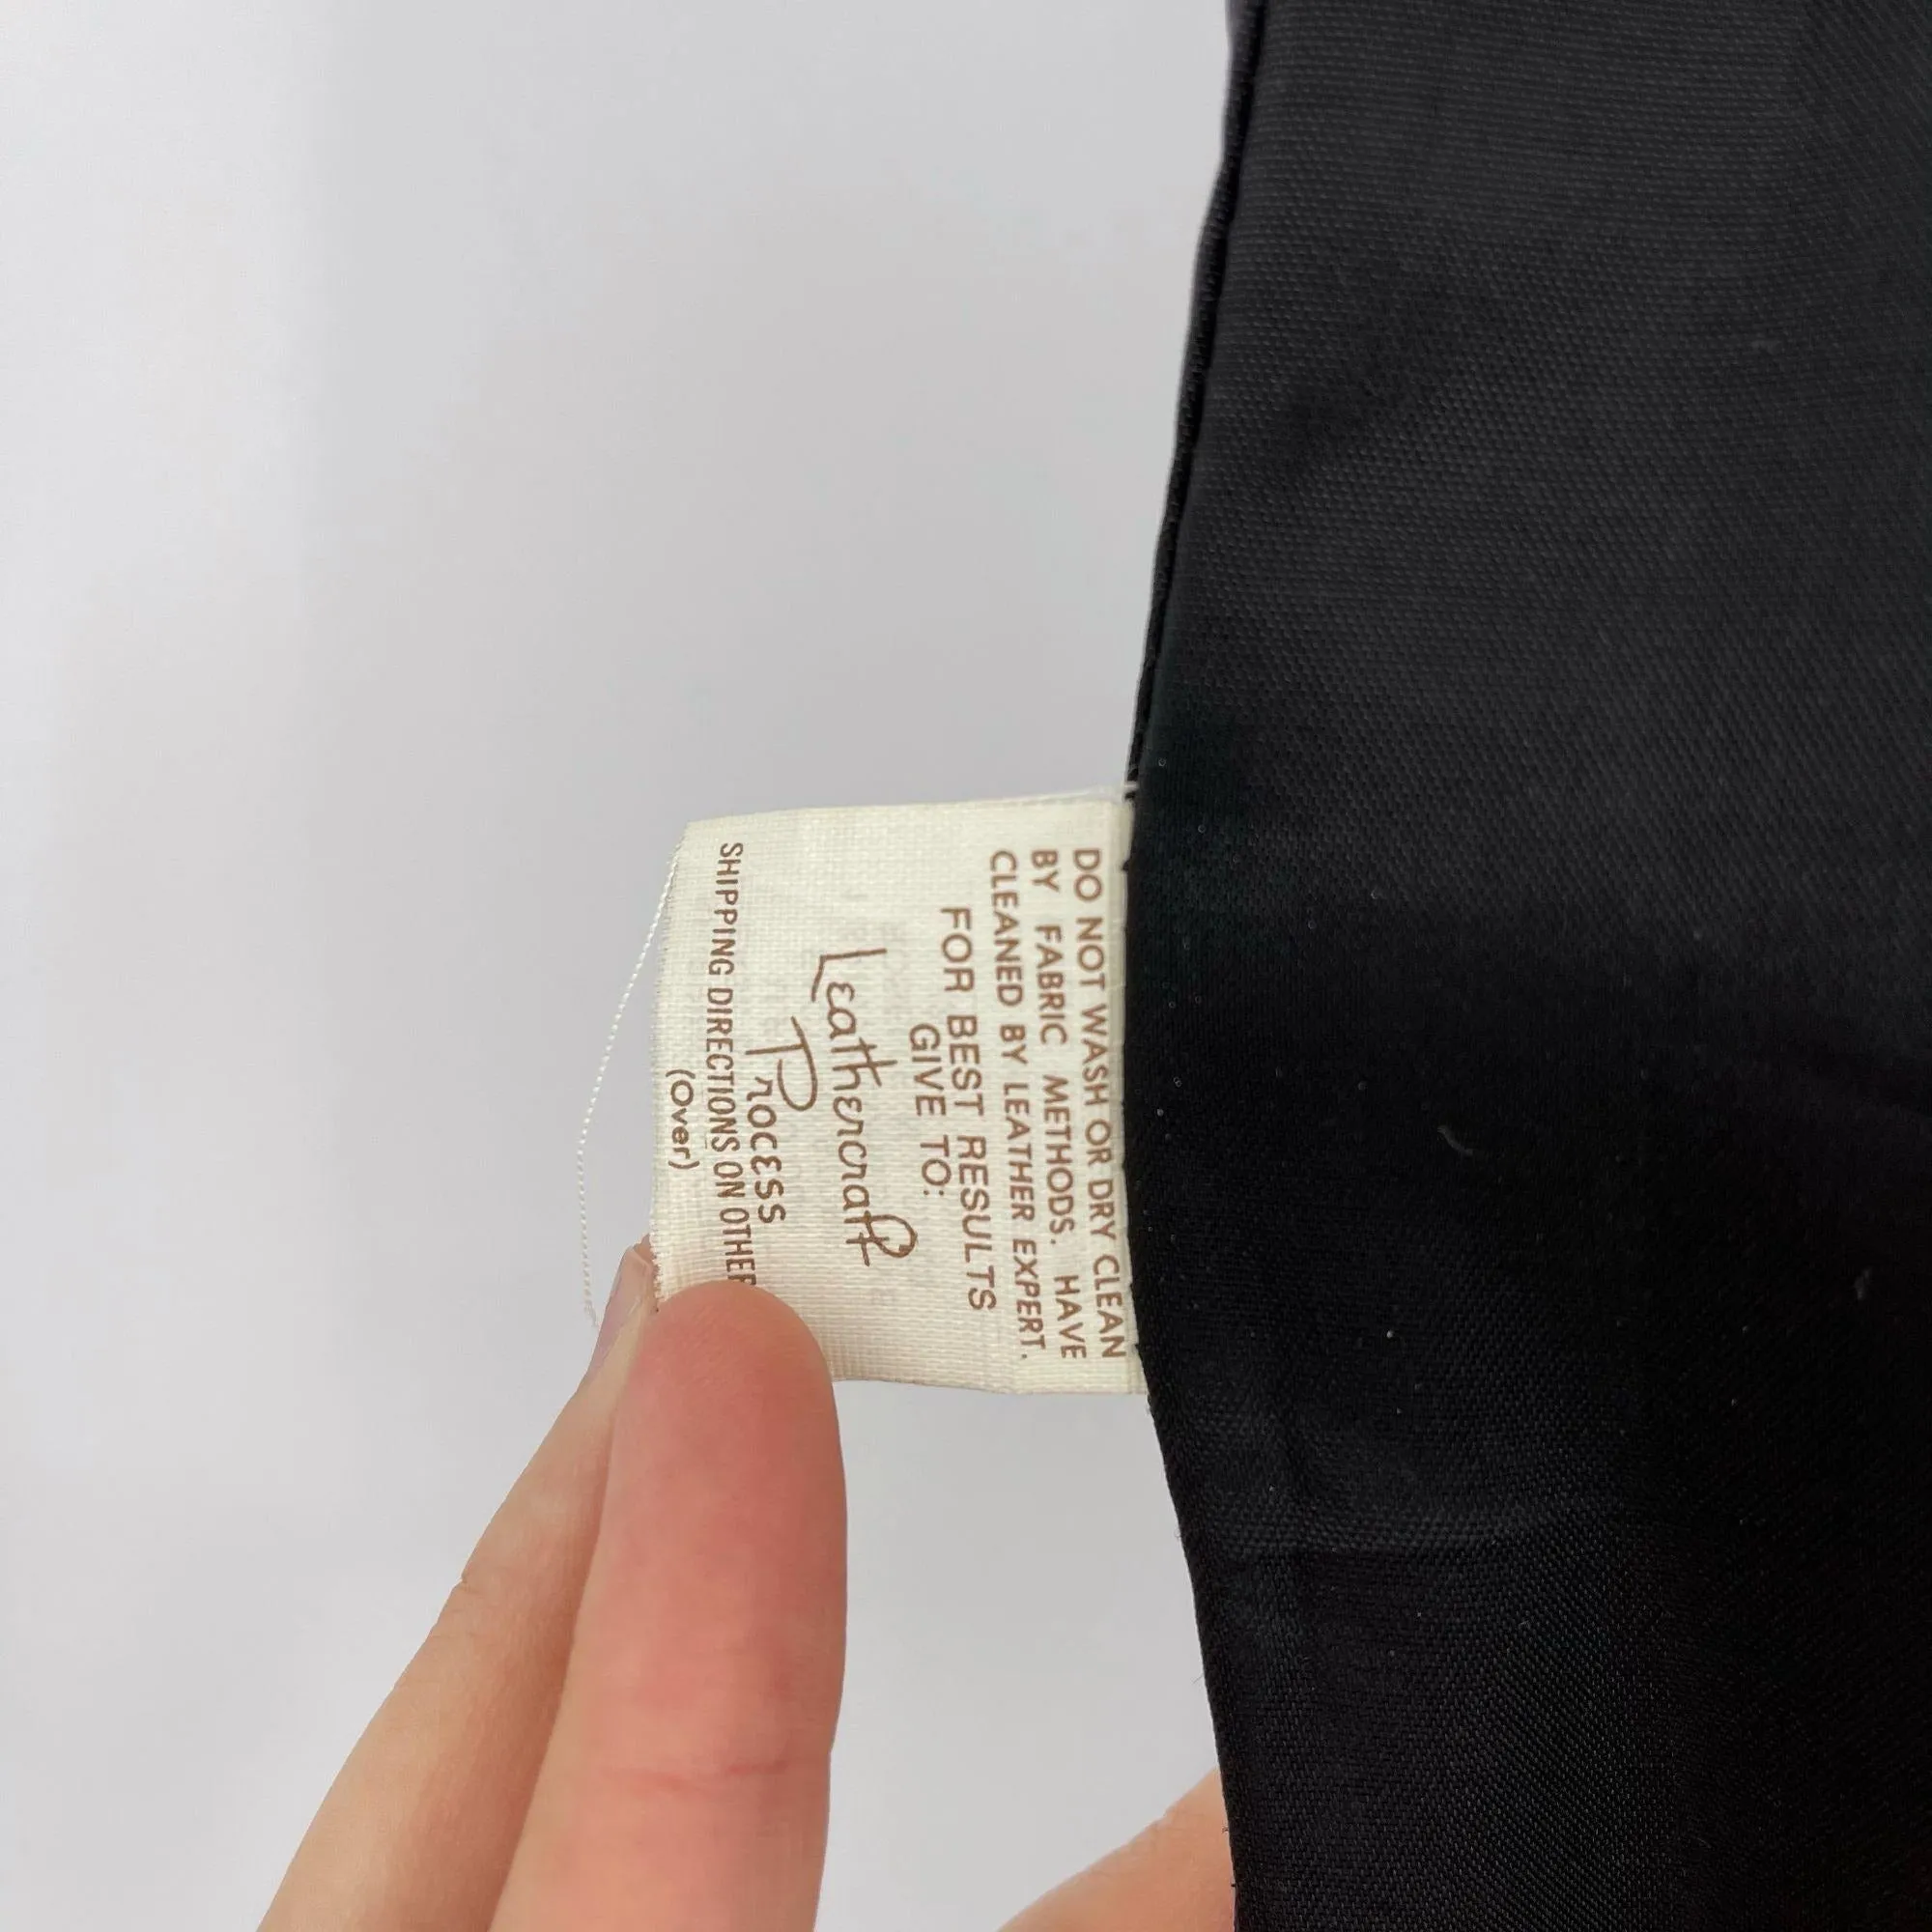 DO NOT WASH OR DRY CLEAN
BY FABRIC METHODS. HAVE
CLEANED BY LEATHER EXPERT.
FOR BEST RESULTS
GIVE TO:
Leathercraft
Process
SHIPPING DIRECTIONS ON OTHER
(Over)